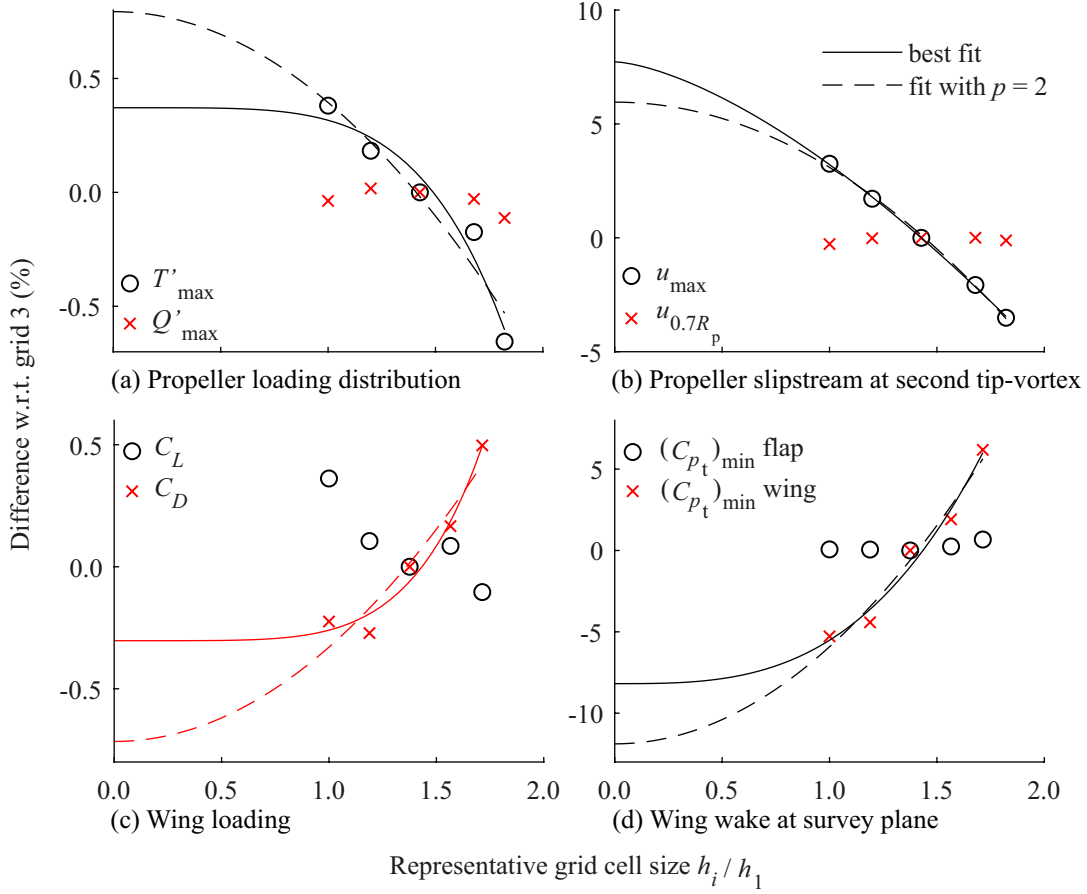 Difference w.r.t. grid 3 (%)
0.5
0.0
-0.5
T’max
Q’max
(a) Propeller loading distribution
10
5
0
-5
best fit
fit with p = 2
umax
u0.7Rp
(b) Propeller slipstream at second tip-vortex
0.5
0.0
-0.5
CL
CD
0.0 0.5 1.0 1.5 2.0
(c) Wing loading
5
0
-5
-10
(Cpt)min flap
(Cpt)min wing
0.0 0.5 1.0 1.5 2.0
(d) Wing wake at survey plane
Representative grid cell size hi / h1